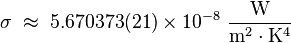 σ ≈ 5.670373(21) × 10⁻⁸ W / (m² · K⁴)